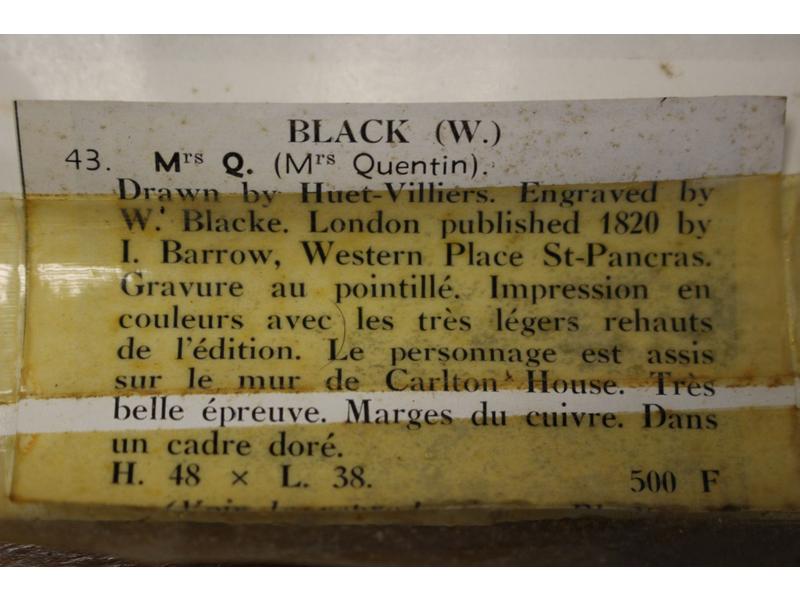 BLACK (W.)
43. Mrs Q. (Mrs Quentin).
Drawn by Huet-Villiers. Engraved by
W. Blacke. London published 1820 by
I. Barrow, Western Place St-Pancras.
Gravure au pointillé. Impression en
couleurs avec les très légers rehauts
de l'édition. Le personnage est assis
sur le mur de Carlton House. Très
belle épreuve. Marges du cuivre. Dans
un cadre doré.
H. 48 × L. 38. 500 F